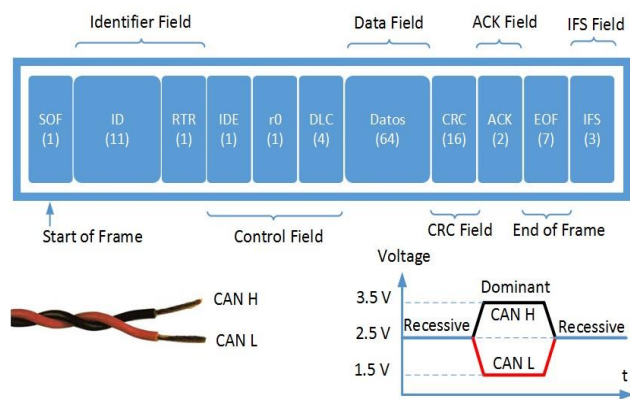 Identifier Field
Data Field
ACK Field
IFS Field
SOF
(1)
ID
(11)
RTR
(1)
IDE
(1)
r0
(1)
DLC
(4)
Datos
(64)
CRC
(16)
ACK
(2)
EOF
(7)
IFS
(3)
Start of Frame
Control Field
CRC Field
End of Frame
CAN H
CAN L
Voltage
3.5 V
2.5 V
1.5 V
Dominant
CAN H
Recessive
Recessive
CAN L
t